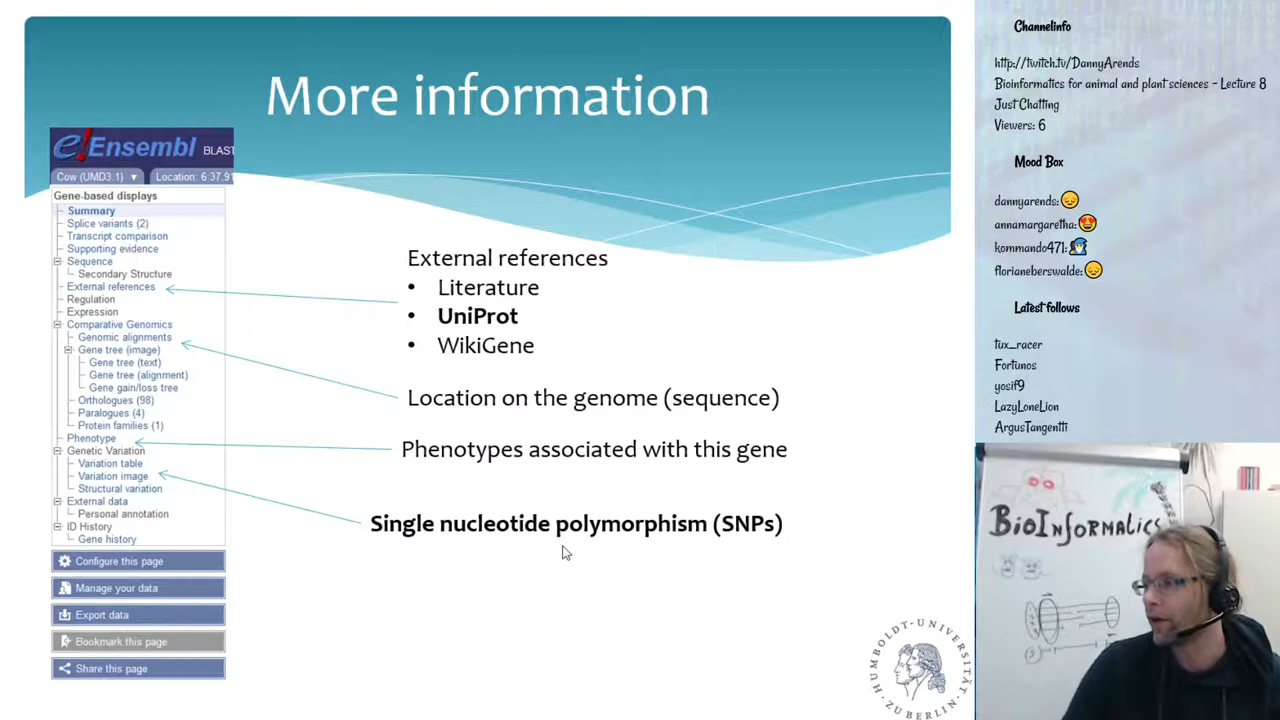 More information
e!Ensembl BLAST
Cow (UMD3.1) ▼ Location: 6:37,91
Gene-based displays
Summary
Splice variants (2)
Transcript comparison
Supporting evidence
Sequence
Secondary Structure
External references
Regulation
Expression
Comparative Genomics
Genomic alignments
Gene tree (image)
Gene tree (text)
Gene tree (alignment)
Gene gain/loss tree
Orthologues (98)
Paralogues (4)
Protein families (1)
Phenotype
Genetic Variation
Variation table
Variation image
Structural variation
External data
Personal annotation
ID History
Gene history
Configure this page
Manage your data
Export data
Bookmark this page
Share this page
External references
• Literature
• UniProt
• WikiGene
Location on the genome (sequence)
Phenotypes associated with this gene
Single nucleotide polymorphism (SNPs)
HUMBOLDT-UNIVERSITÄT ZU BERLIN
Channelinfo
http://twitch.tv/DannyArends
Bioinformatics for animal and plant sciences - Lecture 8
Just Chatting
Viewers: 6
Mood Box
dannyarends: 😔
annamargaretha: 😍
kommando471:
florianeberswalde: 😔
Latest follows
tux_racer
Fortunos
yosif9
LazyLoneLion
ArgusTangentti
BioInformatics